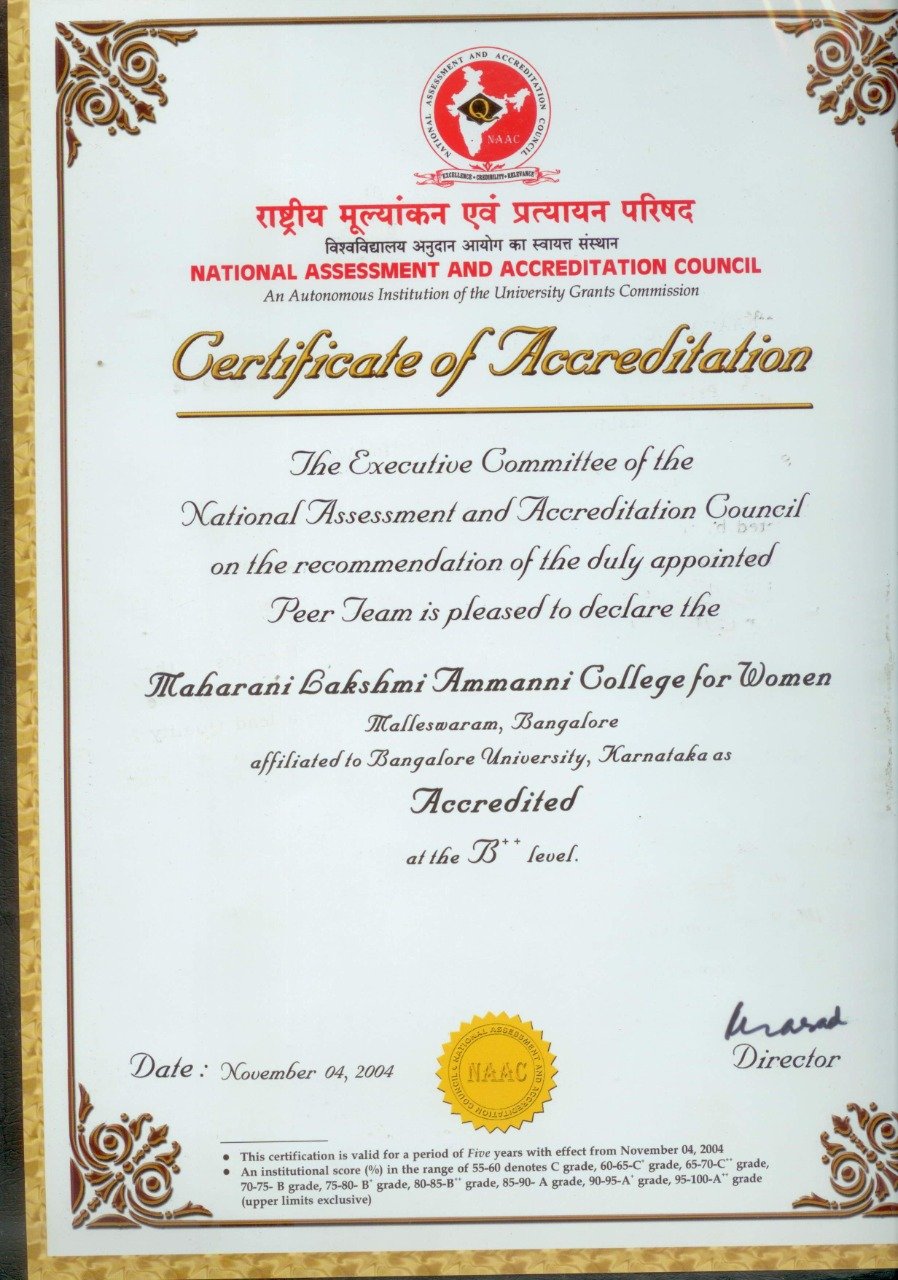 NATIONAL ASSESSMENT AND ACCREDITATION COUNCIL
Q
NAAC
EXCELLENCE • CREDIBILITY • RELEVANCE
राष्ट्रीय मूल्यांकन एवं प्रत्यायन परिषद
विश्वविद्यालय अनुदान आयोग का स्वायत्त संस्थान
NATIONAL ASSESSMENT AND ACCREDITATION COUNCIL
An Autonomous Institution of the University Grants Commission
Certificate of Accreditation
The Executive Committee of the
National Assessment and Accreditation Council
on the recommendation of the duly appointed
Peer Team is pleased to declare the
Maharani Lakshmi Ammanni College for Women
Malleswaram, Bangalore
affiliated to Bangalore University, Karnataka as
Accredited
at the B⁺⁺ level.
Date : November 04, 2004
NATIONAL ASSESSMENT AND ACCREDITATION COUNCIL
NAAC
Director
• This certification is valid for a period of Five years with effect from November 04, 2004
• An institutional score (%) in the range of 55-60 denotes C grade, 60-65-C⁺ grade, 65-70-C⁺⁺ grade,
70-75- B grade, 75-80- B⁺ grade, 80-85-B⁺⁺ grade, 85-90- A grade, 90-95-A⁺ grade, 95-100-A⁺⁺ grade
(upper limits exclusive)